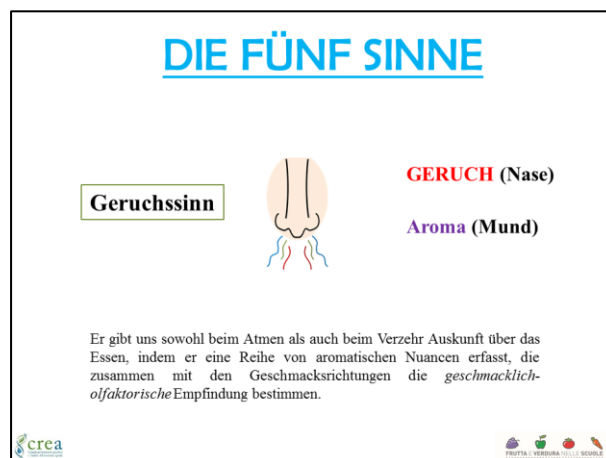 DIE FÜNF SINNE
Geruchssinn
GERUCH (Nase)
Aroma (Mund)
Er gibt uns sowohl beim Atmen als auch beim Verzehr Auskunft über das
Essen, indem er eine Reihe von aromatischen Nuancen erfasst, die
zusammen mit den Geschmacksrichtungen die geschmacklich-
olfaktorische Empfindung bestimmen.
crea
FRUTTA E VERDURA NELLE SCUOLE